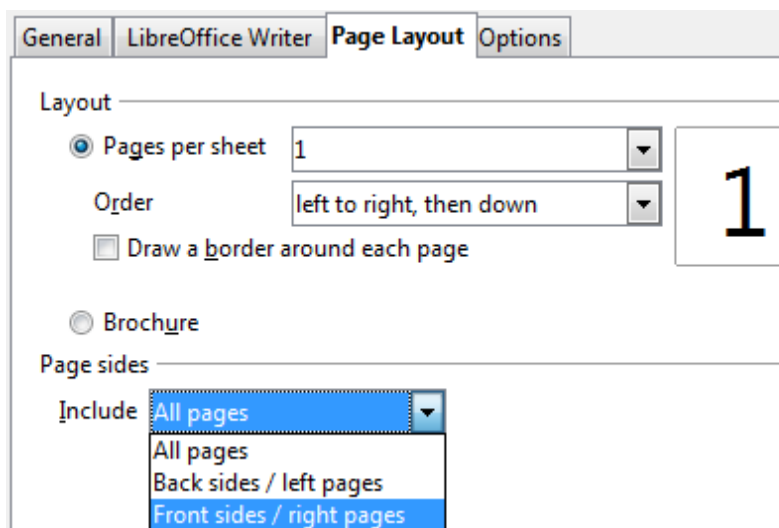 General LibreOffice Writer Page Layout Options
Layout
Pages per sheet 1
1
Order left to right, then down
Draw a border around each page
Brochure
Page sides
Include All pages
All pages
Back sides / left pages
Front sides / right pages